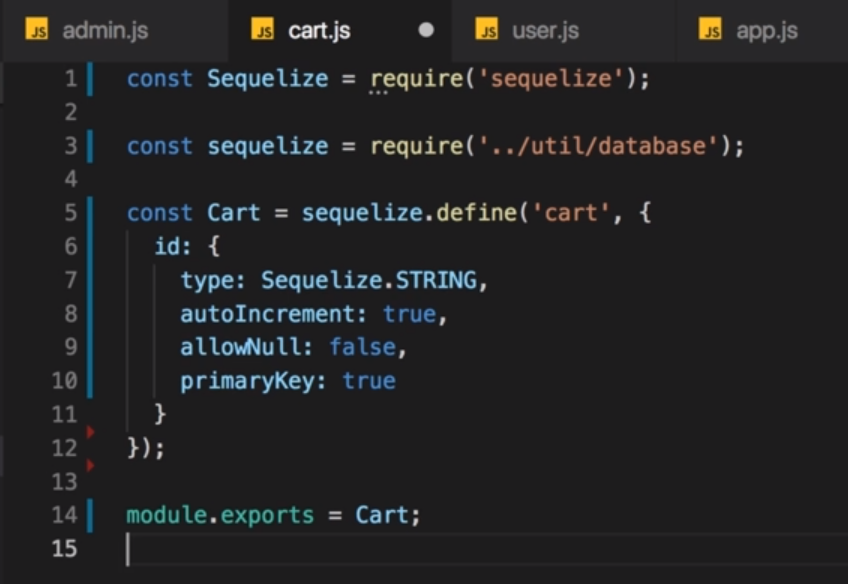 JS admin.js JS cart.js JS user.js JS app.js
1 const Sequelize = require('sequelize');
2
3 const sequelize = require('../util/database');
4
5 const Cart = sequelize.define('cart', {
6   id: {
7     type: Sequelize.STRING,
8     autoIncrement: true,
9     allowNull: false,
10     primaryKey: true
11   }
12 });
13
14 module.exports = Cart;
15